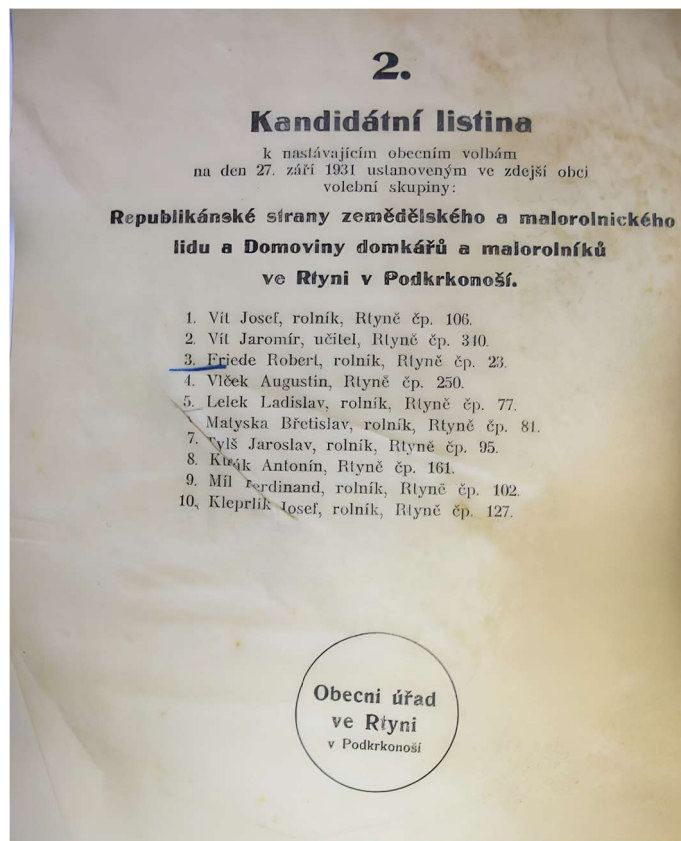 2.
Kandidátní listina
k nastávajícím obecním volbám
na den 27. září 1931 ustanoveným ve zdejší obci
volební skupiny:
Republikánské strany zemědělského a malorolnického
lidu a Domoviny domkářů a malorolníků
ve Rtyni v Podkrkonoší.
1. Vít Josef, rolník, Rtyně čp. 106.
2. Vít Jaromír, učitel, Rtyně čp. 340.
3. Friede Robert, rolník, Rtyně čp. 23.
4. Vlček Augustin, Rtyně čp. 250.
5. Lelek Ladislav, rolník, Rtyně čp. 77.
Matyska Břetislav, rolník, Rtyně čp. 81.
7. Tylš Jaroslav, rolník, Rtyně čp. 95.
8. Antonín, Rtyně čp. 161.
9. Míl Ferdinand, rolník, Rtyně čp. 102.
10. Kleprlík Josef, rolník, Rtyně čp. 127.
Obecní úřad
ve Rtyni
v Podkrkonoší